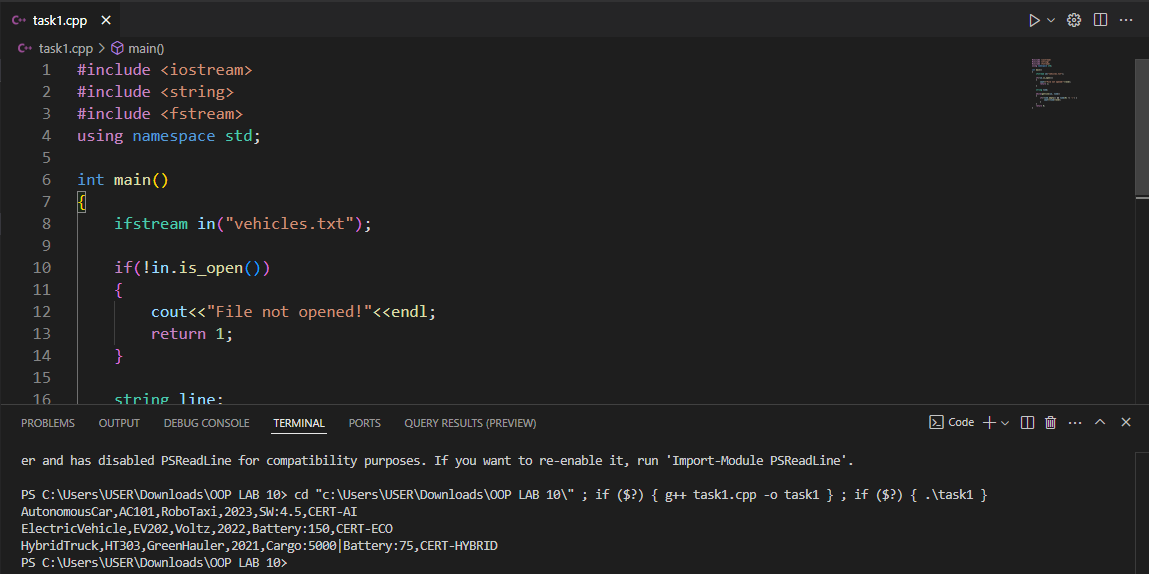 C++ task1.cpp ×
C++ task1.cpp > main()
1 #include <iostream>
2 #include <string>
3 #include <fstream>
4 using namespace std;
5
6 int main()
7 {
8 ifstream in("vehicles.txt");
9
10 if(!in.is_open())
11 {
12 cout<<"File not opened!"<<endl;
13 return 1;
14 }
15
16 string line;
PROBLEMS OUTPUT DEBUG CONSOLE TERMINAL PORTS QUERY RESULTS (PREVIEW) Code
er and has disabled PSReadLine for compatibility purposes. If you want to re-enable it, run 'Import-Module PSReadLine'.
PS C:\Users\USER\Downloads\OOP LAB 10> cd "c:\Users\USER\Downloads\OOP LAB 10\" ; if ($?) { g++ task1.cpp -o task1 } ; if ($?) { .\task1 }
AutonomousCar,AC101,RoboTaxi,2023,SW:4.5,CERT-AI
ElectricVehicle,EV202,Voltz,2022,Battery:150,CERT-ECO
HybridTruck,HT303,GreenHauler,2021,Cargo:5000|Battery:75,CERT-HYBRID
PS C:\Users\USER\Downloads\OOP LAB 10>